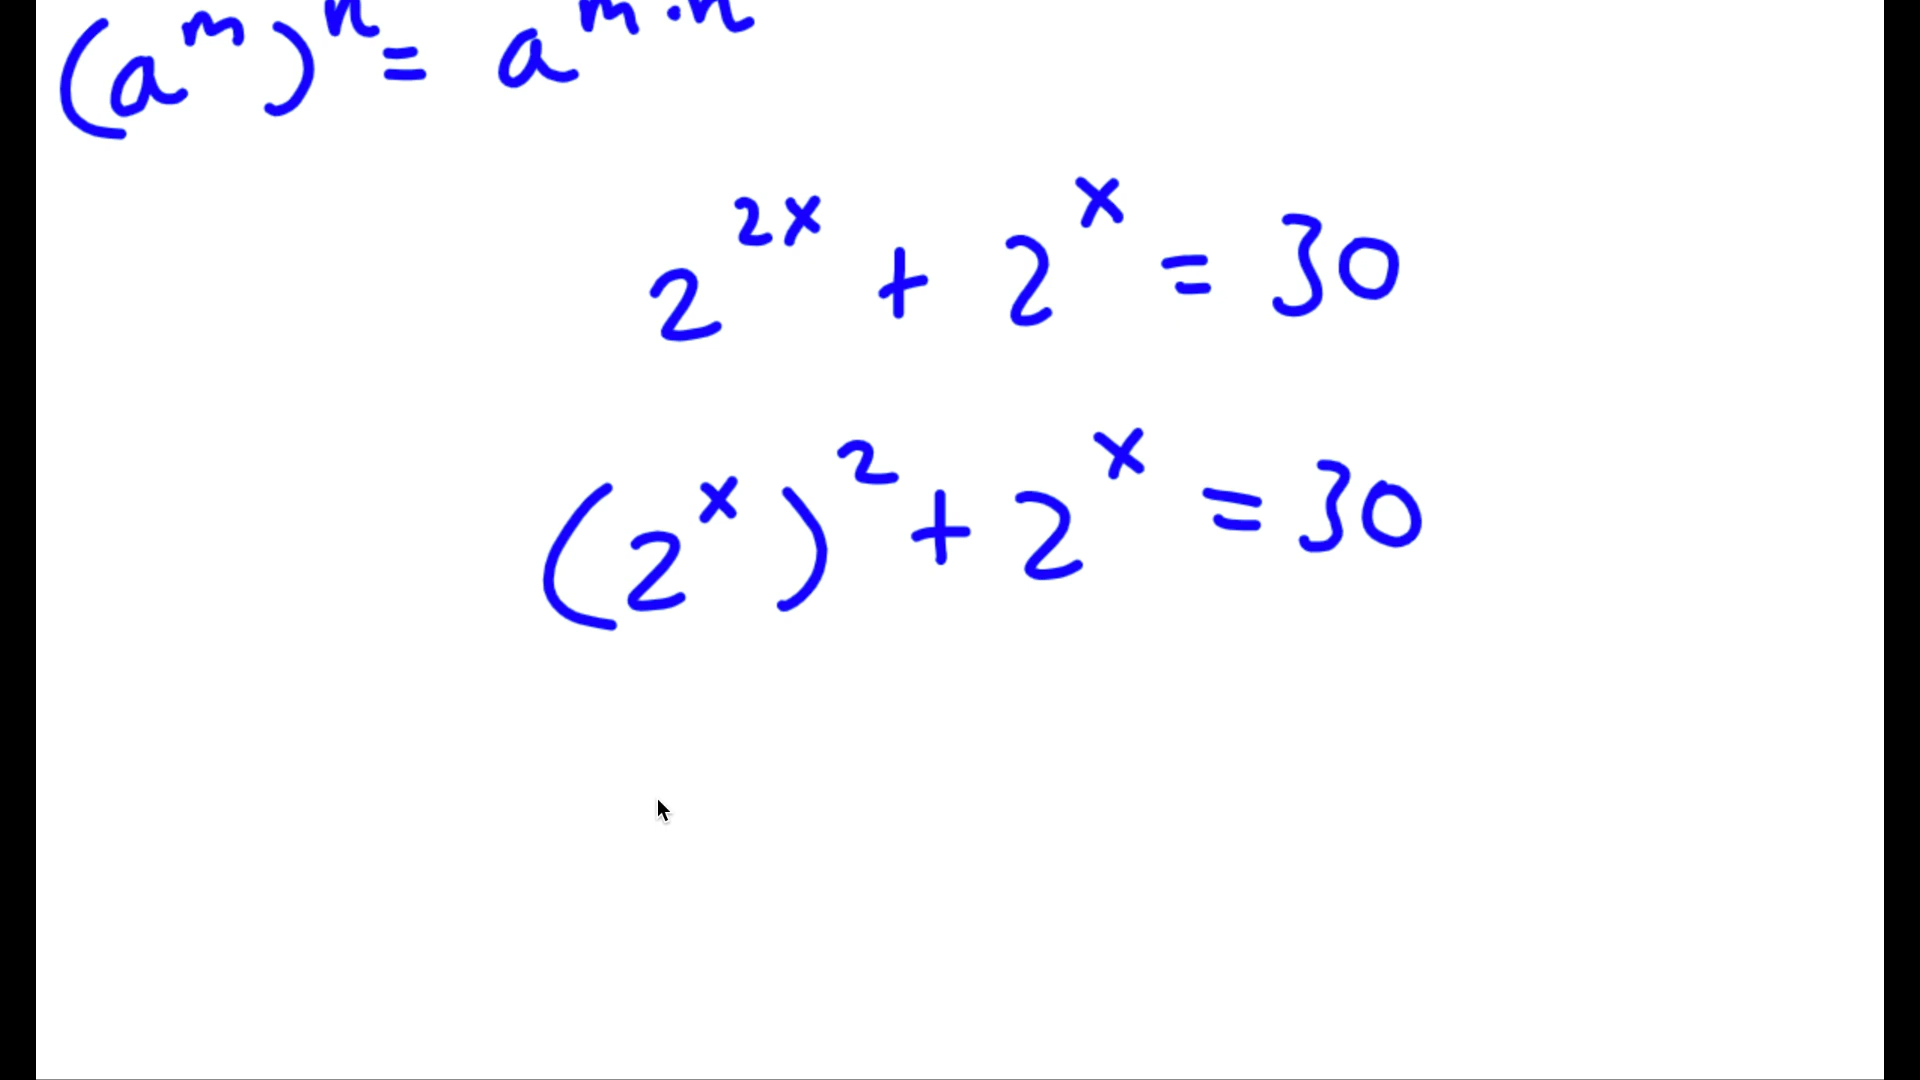 (a^m)^n = a^{m·n}
2^{2x} + 2^x = 30
(2^x)^2 + 2^x = 30